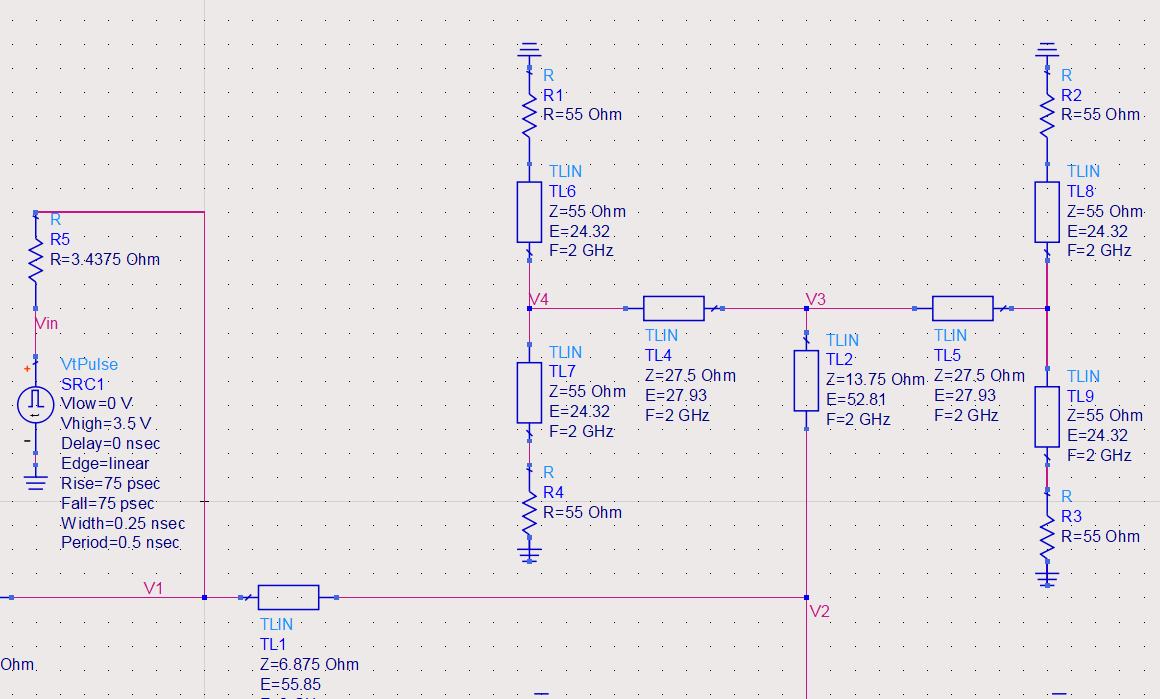 R
R1
R=55 Ohm
R
R2
R=55 Ohm
TLIN
TL6
Z=55 Ohm
E=24.32
F=2 GHz
TLIN
TL8
Z=55 Ohm
E=24.32
F=2 GHz
R
R5
R=3.4375 Ohm
Vin
VtPulse
SRC1
Vlow=0 V
Vhigh=3.5 V
Delay=0 nsec
Edge=linear
Rise=75 psec
Fall=75 psec
Width=0.25 nsec
Period=0.5 nsec
V4
V3
TLIN
TL4
Z=27.5 Ohm
E=27.93
F=2 GHz
TLIN
TL2
Z=13.75 Ohm
E=52.81
F=2 GHz
TLIN
TL5
Z=27.5 Ohm
E=27.93
F=2 GHz
TLIN
TL7
Z=55 Ohm
E=24.32
F=2 GHz
TLIN
TL9
Z=55 Ohm
E=24.32
F=2 GHz
R
R4
R=55 Ohm
R
R3
R=55 Ohm
V1
V2
TLIN
TL1
Z=6.875 Ohm
E=55.85
Ohm